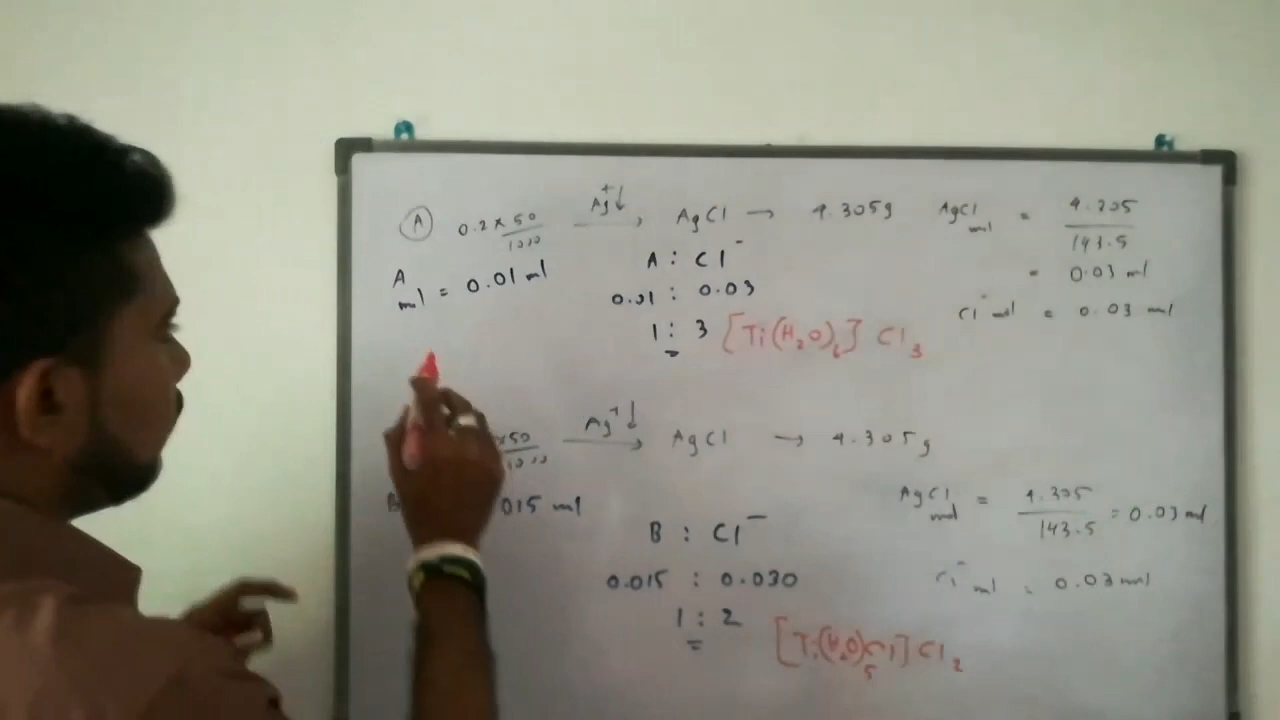 A 0.2 × 50/1000 Ag⁺↓ → AgCl → 4.305g AgCl mol = 4.305/143.5
A mol = 0.01 mol
A : Cl⁻
= 0.03 mol
0.01 : 0.03
Cl⁻ mol = 0.03 mol
1 : 3 [Ti(H₂O)₆]Cl₃
×50/1000 Ag⁺↓ → AgCl → 4.305g
B 015 mol
AgCl mol = 4.305/143.5 = 0.03 mol
B : Cl⁻
0.015 : 0.030
Cl⁻ mol = 0.03 mol
1 : 2
[Ti(H₂O)₅Cl]Cl₂